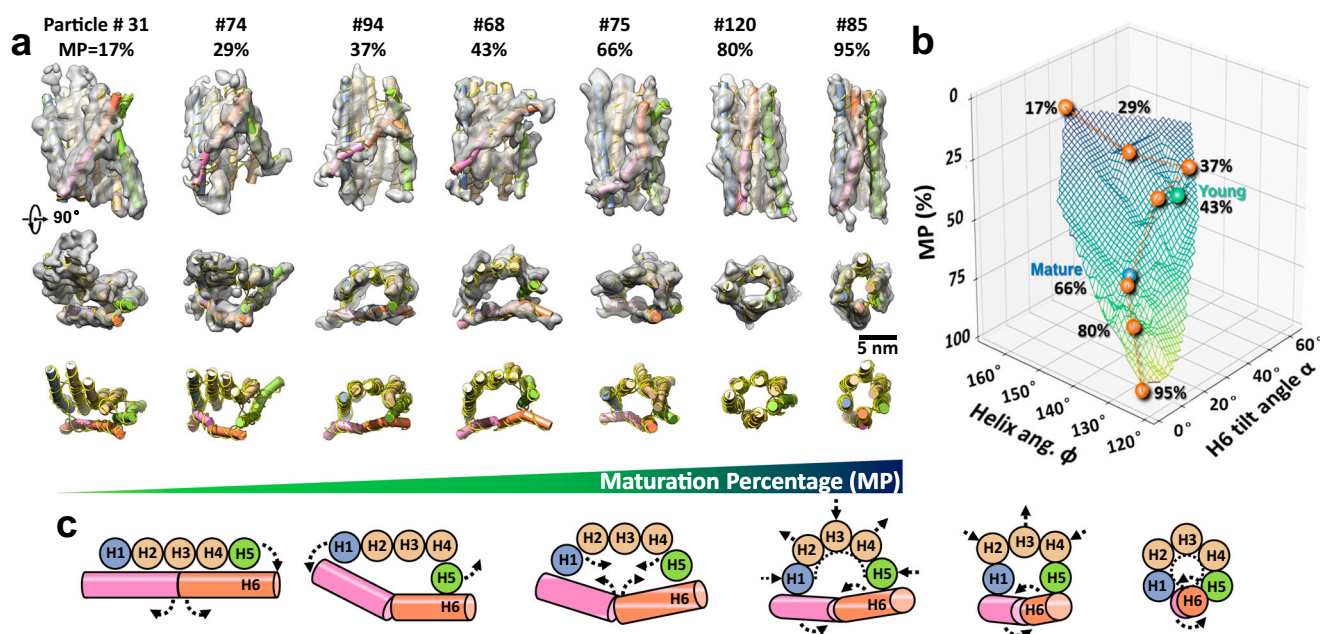 a
Particle # 31 #74 #94 #68 #75 #120 #85
MP=17% 29% 37% 43% 66% 80% 95%
90°
5 nm
Maturation Percentage (MP)
b
MP (%)
0
25
50
75
100
160° 150° 140° 130° 120°
Helix ang. ϕ
0° 20° 40° 60°
H6 tilt angle α
17% 29%
37%
Young
43%
Mature
66%
80%
95%
c
H1 H2 H3 H4 H5
H6
H1 H2 H3 H4
H5
H6
H2 H3 H4
H1 H5
H6
H3
H2 H4
H1 H5
H6
H3
H2 H4
H1 H5
H6
H3
H2 H4
H1 H5
H6